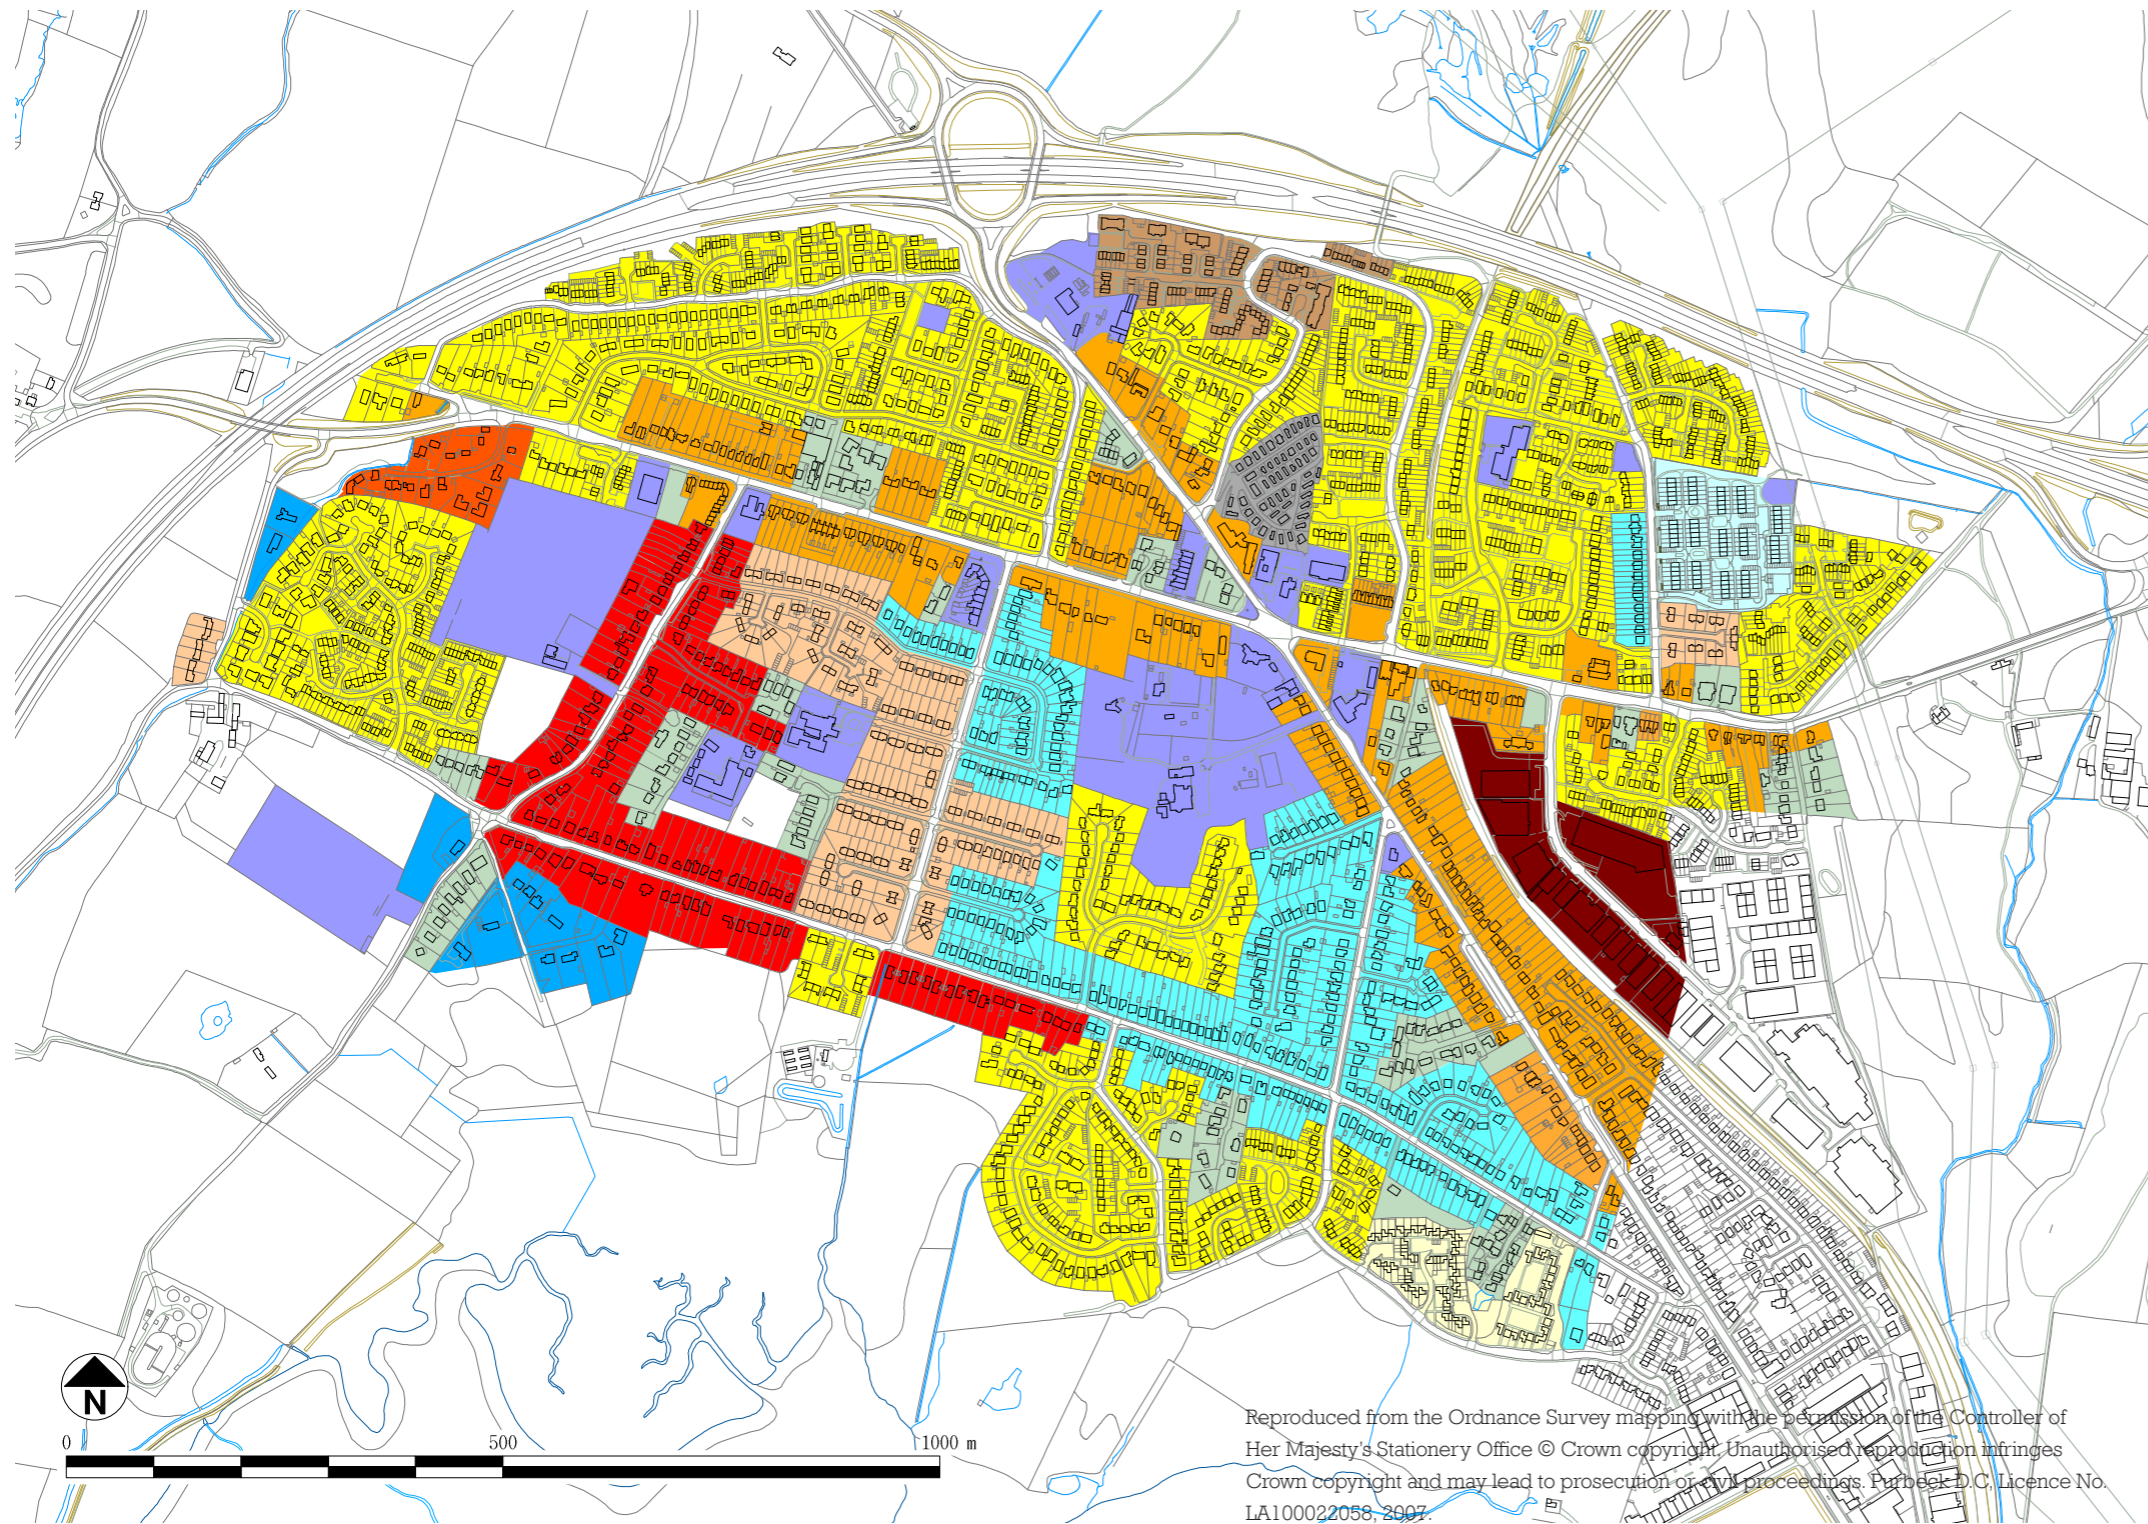 N
0 500 1000 m
Reproduced from the Ordnance Survey mapping with the permission of the Controller of
Her Majesty's Stationery Office © Crown copyright. Unauthorised reproduction infringes
Crown copyright and may lead to prosecution or civil proceedings. Purbeck D.C, Licence No.
LA100022058, 2007.